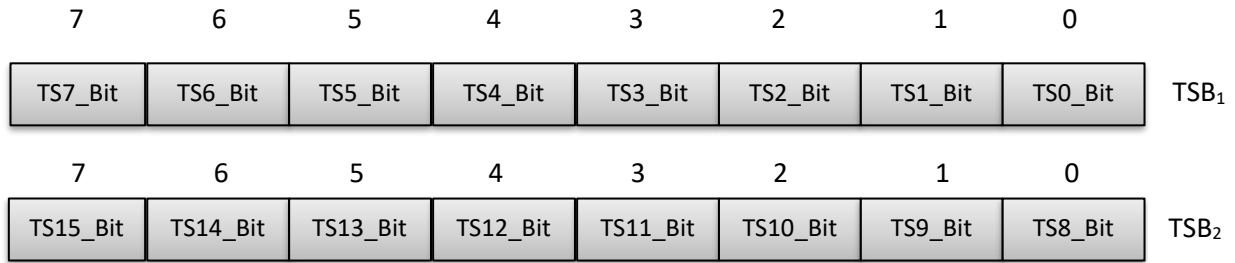 7 6 5 4 3 2 1 0
TS7_Bit TS6_Bit TS5_Bit TS4_Bit TS3_Bit TS2_Bit TS1_Bit TS0_Bit TSB₁
7 6 5 4 3 2 1 0
TS15_Bit TS14_Bit TS13_Bit TS12_Bit TS11_Bit TS10_Bit TS9_Bit TS8_Bit TSB₂